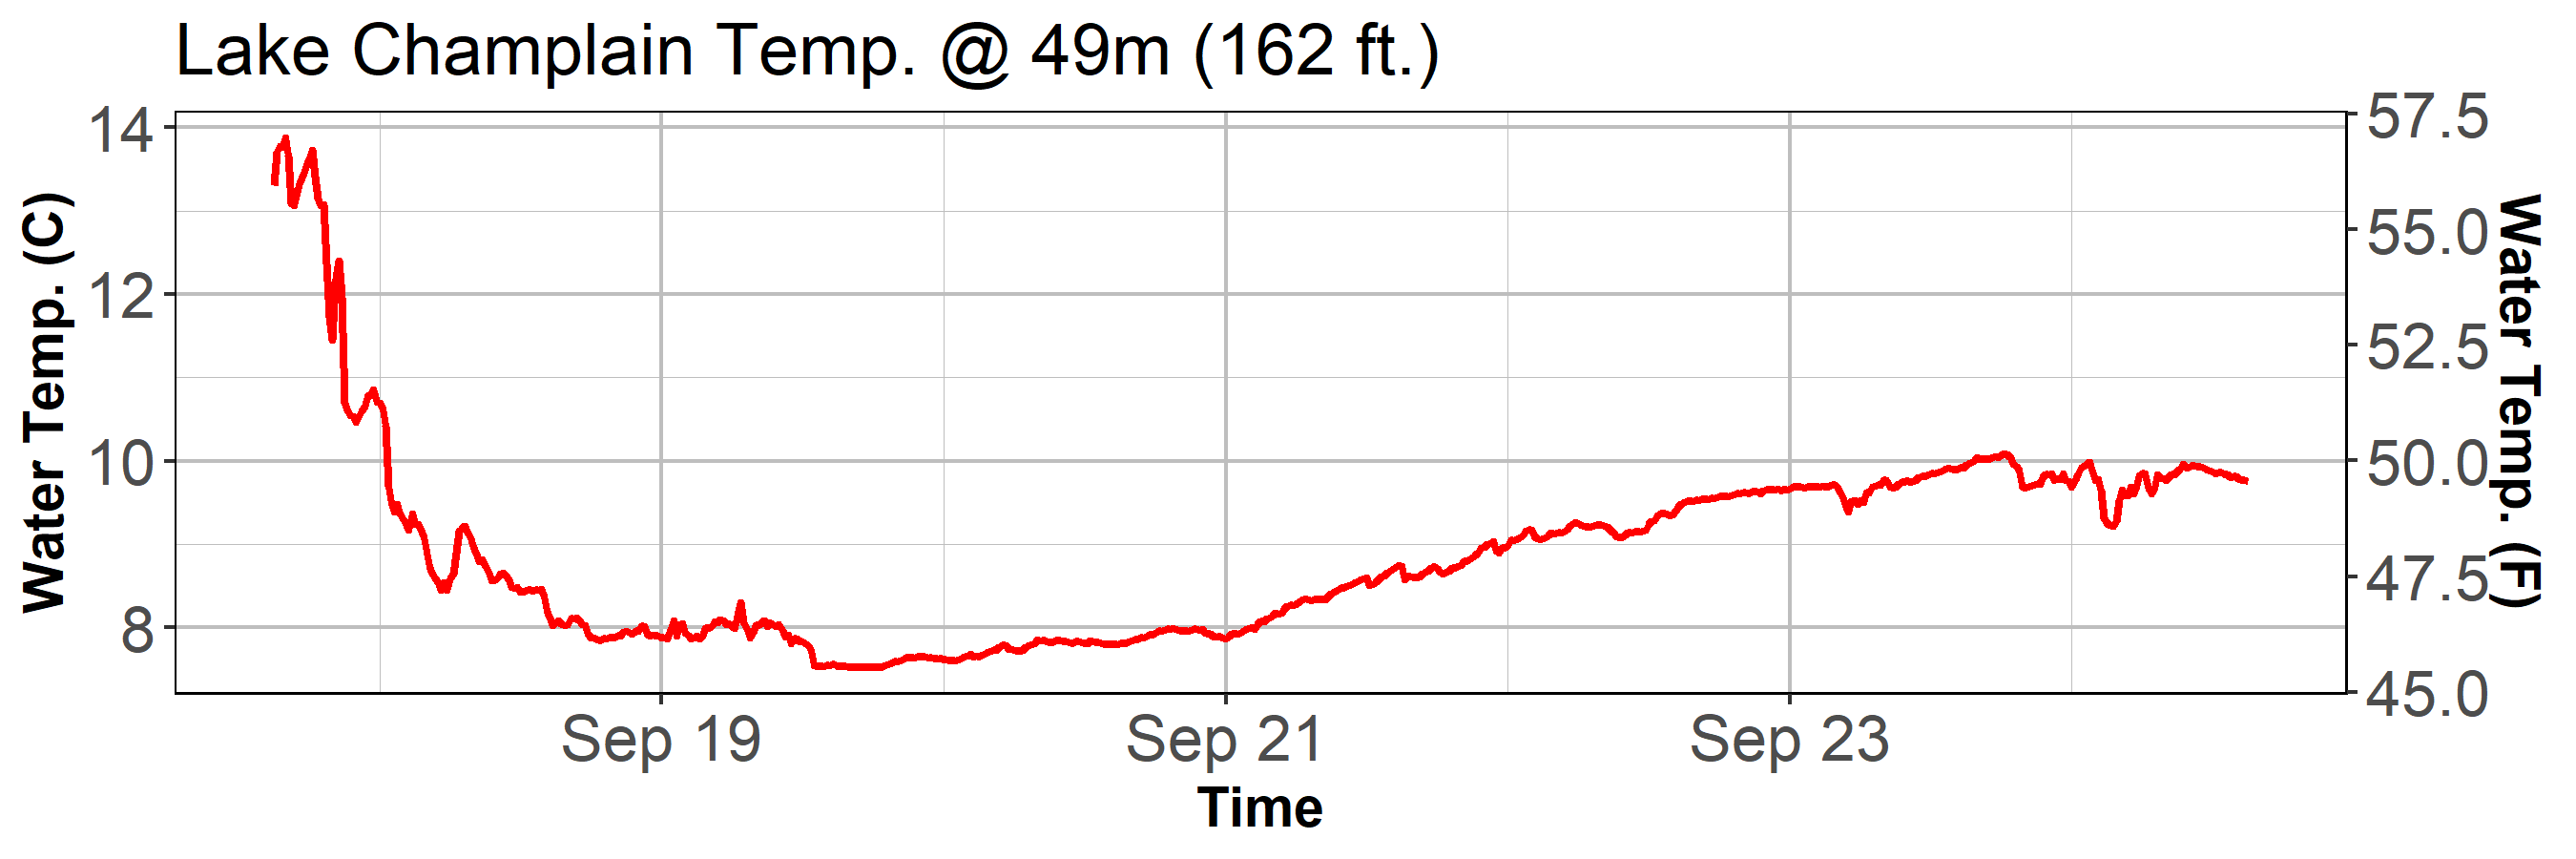 Lake Champlain Temp. @ 49m (162 ft.)
Water Temp. (C)
14
12
10
8
57.5
55.0
52.5
50.0
47.5
45.0
Water Temp. (F)
Sep 19
Sep 21
Sep 23
Time